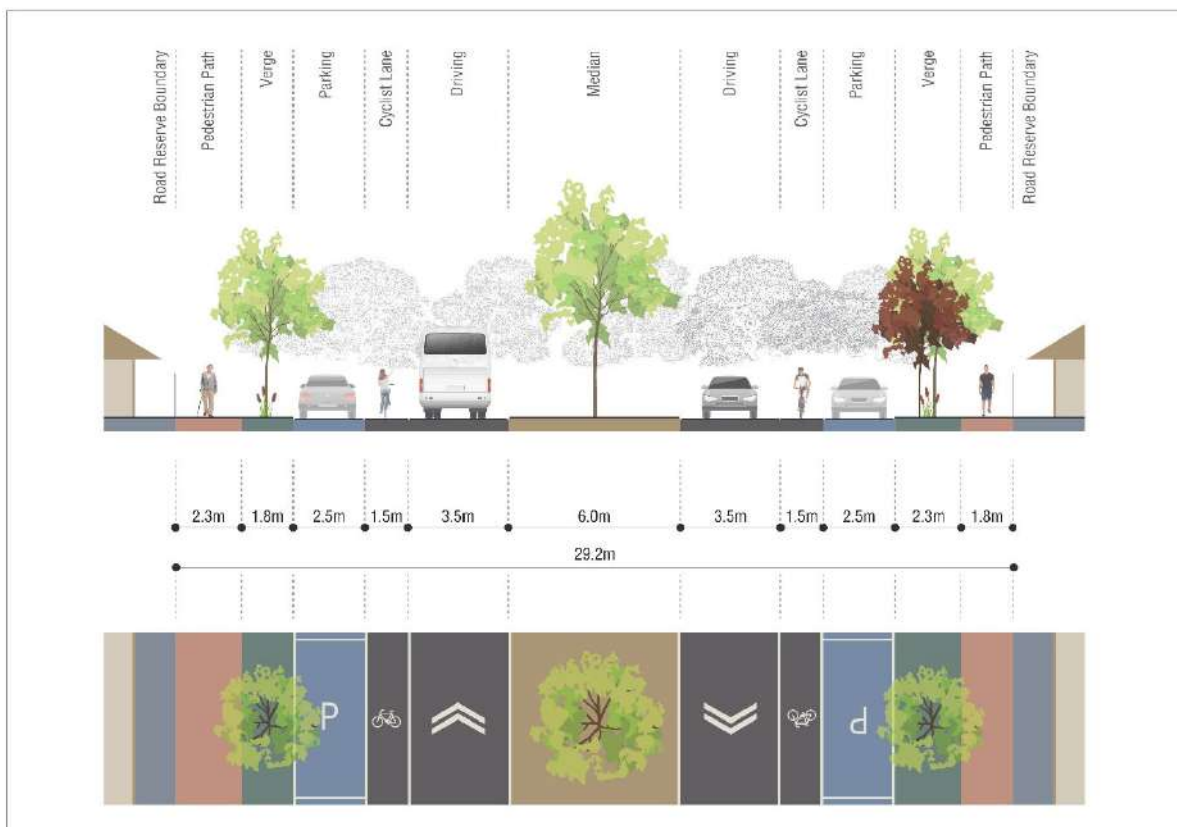 Road Reserve Boundary
Pedestrian Path
Verge
Parking
Cyclist Lane
Driving
Median
Driving
Cyclist Lane
Parking
Verge
Pedestrian Path
Road Reserve Boundary
2.3m 1.8m 2.5m 1.5m 3.5m 6.0m 3.5m 1.5m 2.5m 2.3m 1.8m
29.2m
P
P